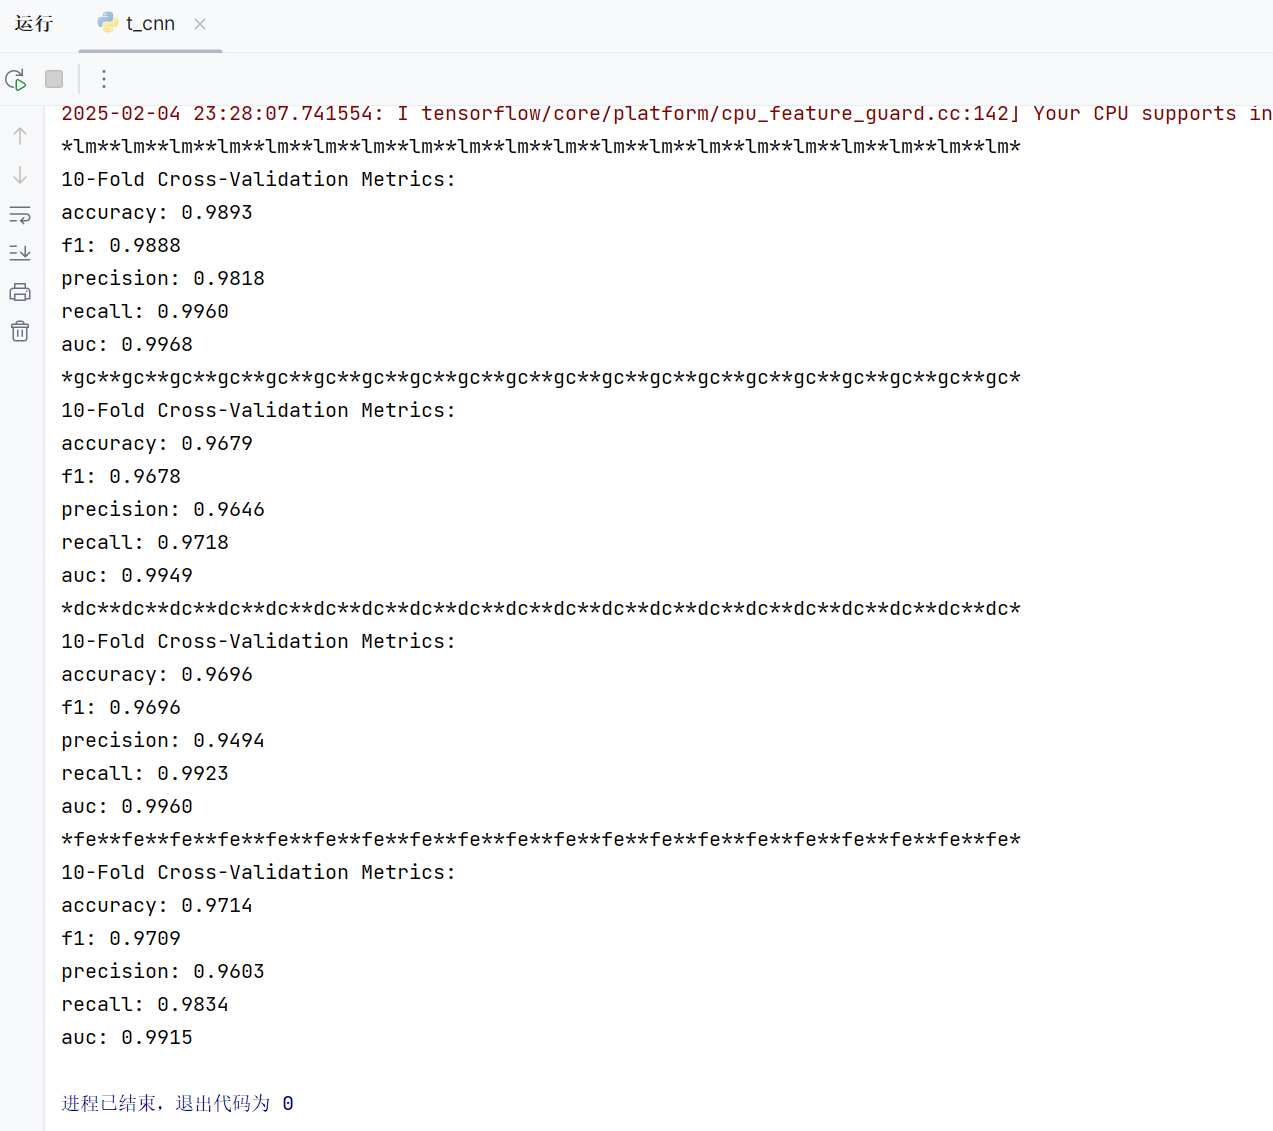 运行 t_cnn
2025-02-04 23:28:07.741554: I tensorflow/core/platform/cpu_feature_guard.cc:142] Your CPU supports in
*lm**lm**lm**lm**lm**lm**lm**lm**lm**lm**lm**lm**lm**lm**lm**lm**lm**lm**lm**lm*
10-Fold Cross-Validation Metrics:
accuracy: 0.9893
f1: 0.9888
precision: 0.9818
recall: 0.9960
auc: 0.9968
*gc**gc**gc**gc**gc**gc**gc**gc**gc**gc**gc**gc**gc**gc**gc**gc**gc**gc**gc**gc*
10-Fold Cross-Validation Metrics:
accuracy: 0.9679
f1: 0.9678
precision: 0.9646
recall: 0.9718
auc: 0.9949
*dc**dc**dc**dc**dc**dc**dc**dc**dc**dc**dc**dc**dc**dc**dc**dc**dc**dc**dc**dc*
10-Fold Cross-Validation Metrics:
accuracy: 0.9696
f1: 0.9696
precision: 0.9494
recall: 0.9923
auc: 0.9960
*fe**fe**fe**fe**fe**fe**fe**fe**fe**fe**fe**fe**fe**fe**fe**fe**fe**fe**fe**fe*
10-Fold Cross-Validation Metrics:
accuracy: 0.9714
f1: 0.9709
precision: 0.9603
recall: 0.9834
auc: 0.9915
进程已结束，退出代码为 0